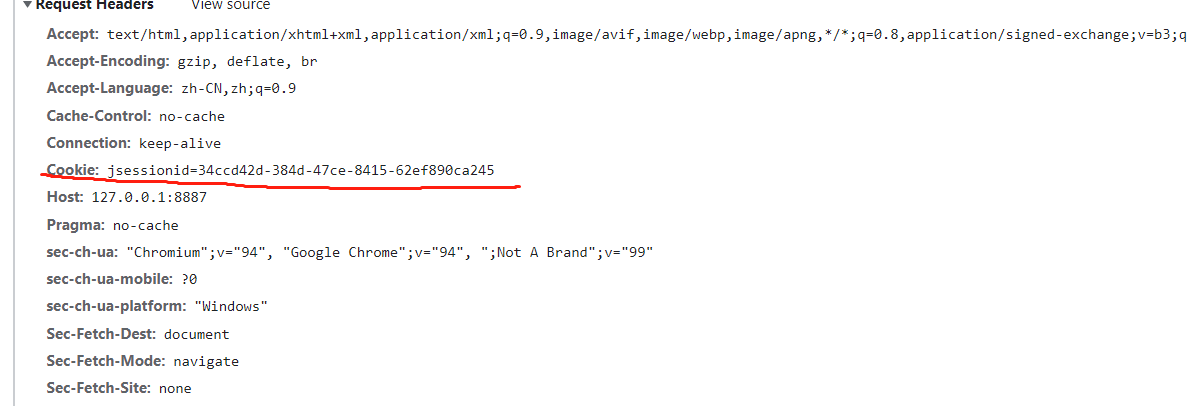 Request Headers View source
Accept: text/html,application/xhtml+xml,application/xml;q=0.9,image/avif,image/webp,image/apng,*/*;q=0.8,application/signed-exchange;v=b3;q
Accept-Encoding: gzip, deflate, br
Accept-Language: zh-CN,zh;q=0.9
Cache-Control: no-cache
Connection: keep-alive
Cookie: jsessionid=34ccd42d-384d-47ce-8415-62ef890ca245
Host: 127.0.0.1:8887
Pragma: no-cache
sec-ch-ua: "Chromium";v="94", "Google Chrome";v="94", ";Not A Brand";v="99"
sec-ch-ua-mobile: ?0
sec-ch-ua-platform: "Windows"
Sec-Fetch-Dest: document
Sec-Fetch-Mode: navigate
Sec-Fetch-Site: none